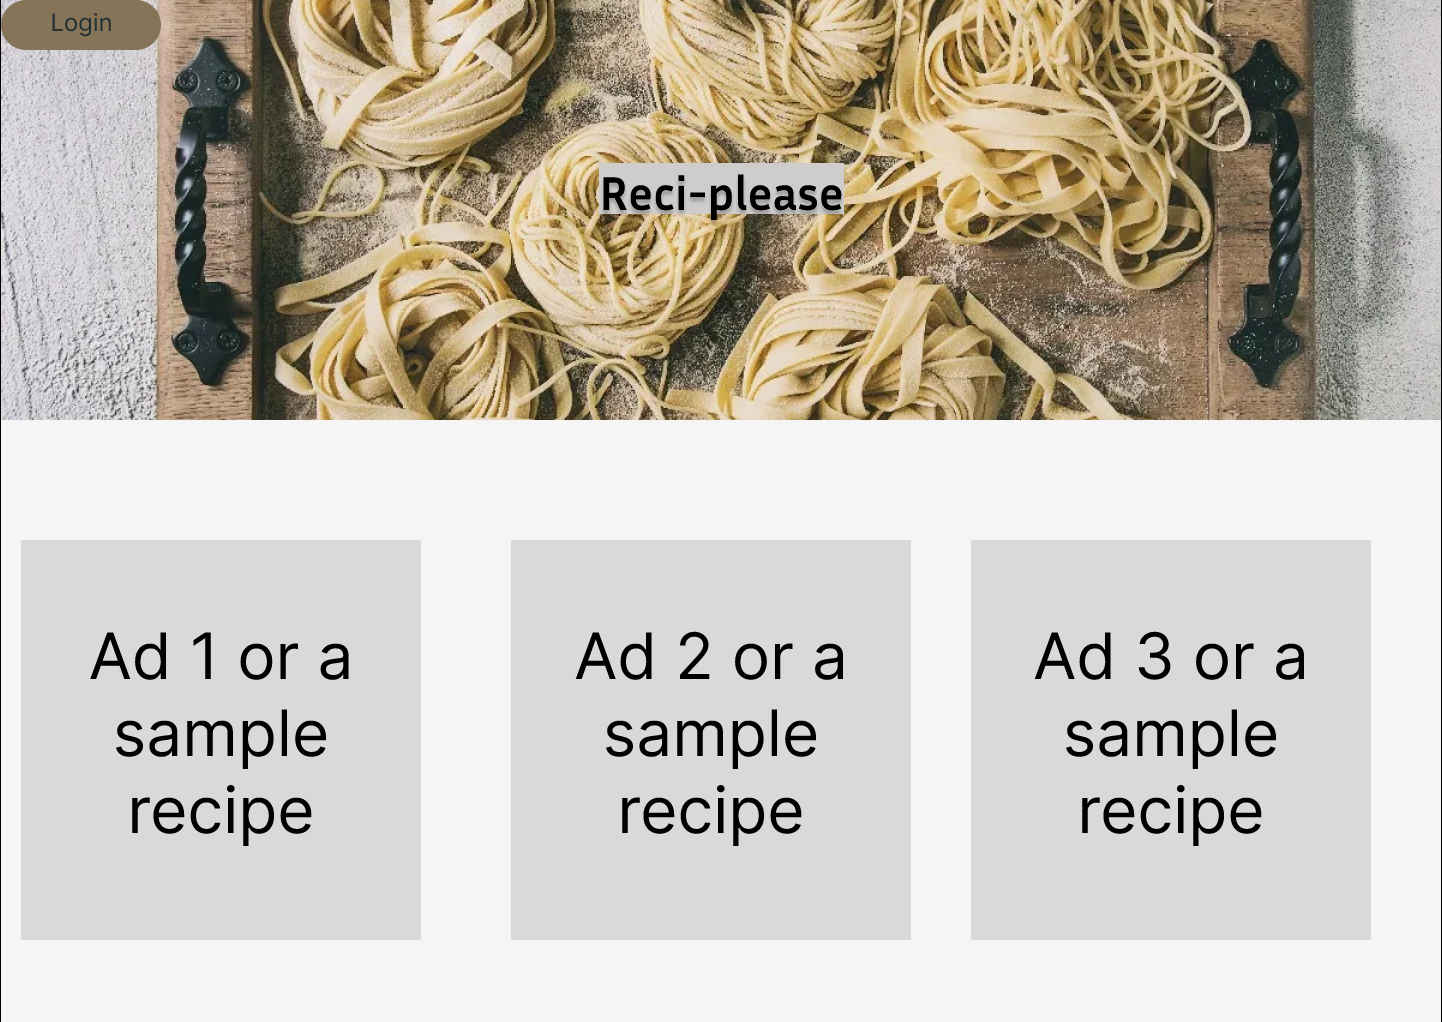 Login
Reci-please
Ad 1 or a
sample
recipe
Ad 2 or a
sample
recipe
Ad 3 or a
sample
recipe